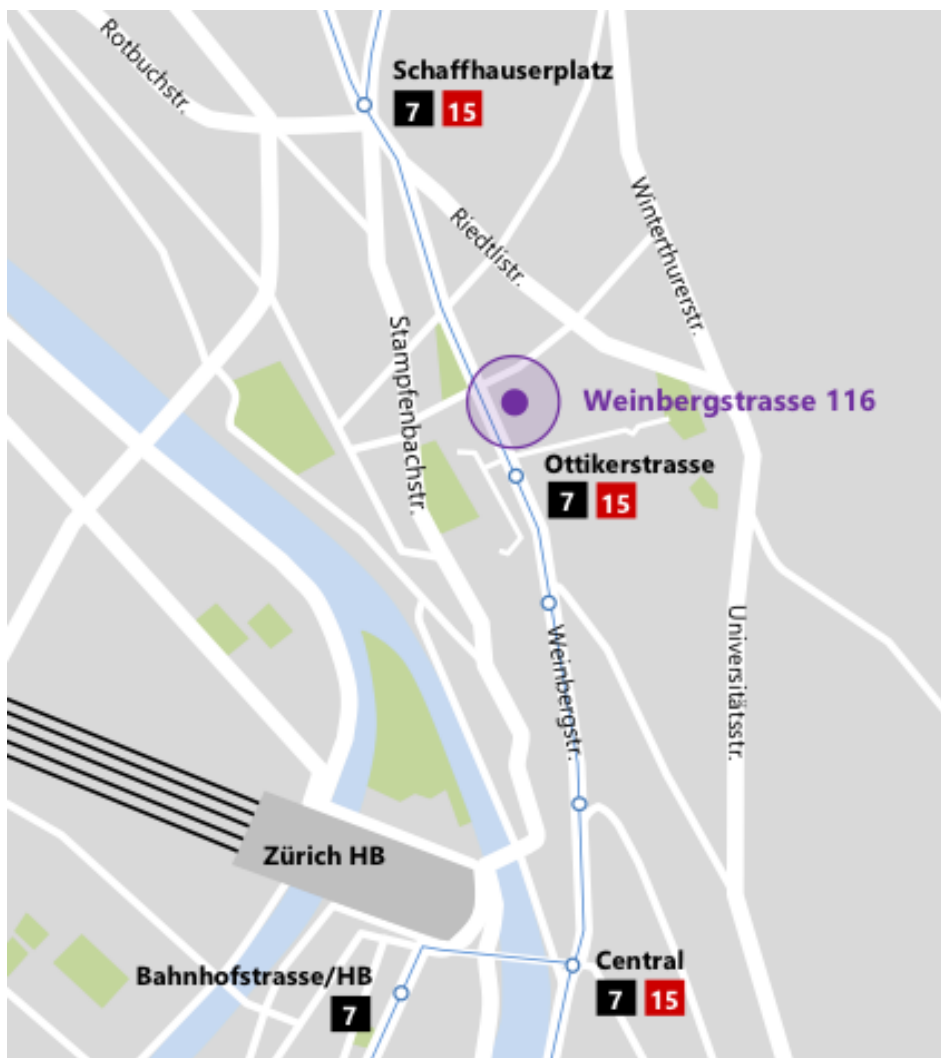 Rotbuchstr.
Schaffhauserplatz
7 15
Winterthurerstr.
Riedtlistr.
Stampfenbachstr.
Weinbergstrasse 116
Ottikerstrasse
7 15
Weinbergstr.
Universitätsstr.
Zürich HB
Central
7 15
Bahnhofstrasse/HB
7